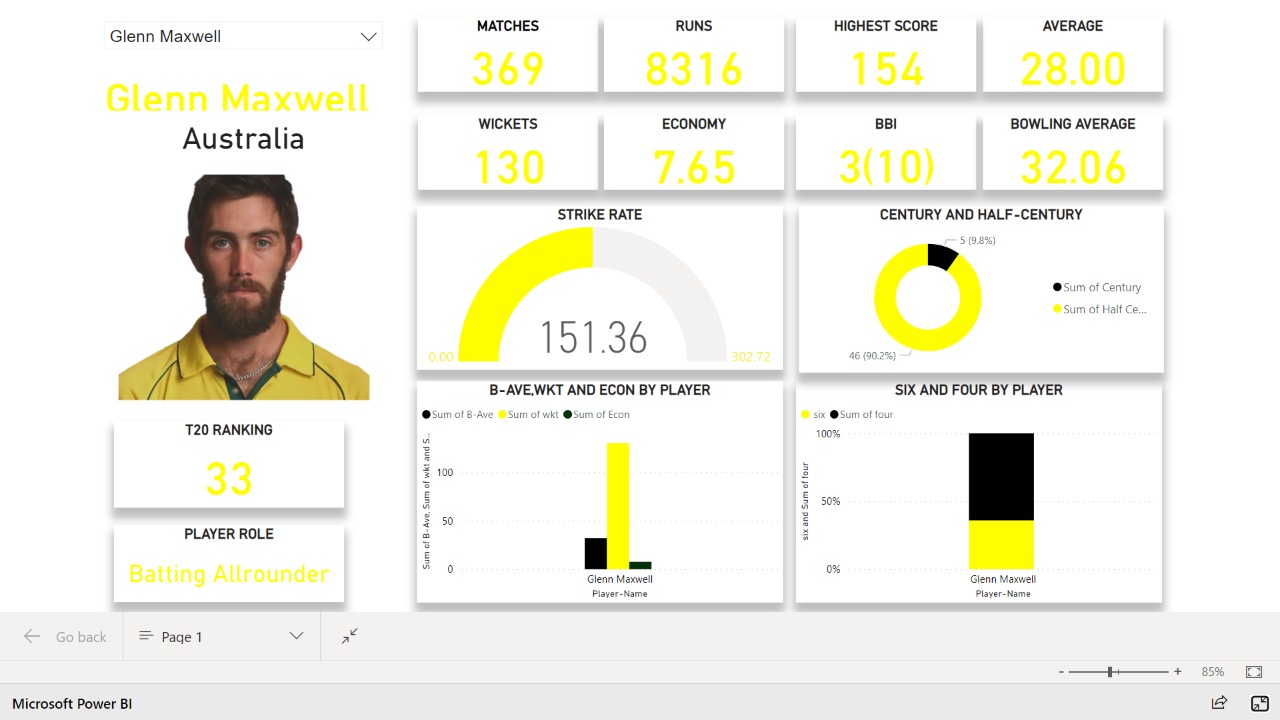 Glenn Maxwell
Glenn Maxwell
Australia
T20 RANKING
33
PLAYER ROLE
Batting Allrounder
MATCHES
369
RUNS
8316
HIGHEST SCORE
154
AVERAGE
28.00
WICKETS
130
ECONOMY
7.65
BBI
3(10)
BOWLING AVERAGE
32.06
STRIKE RATE
151.36
0.00
302.72
CENTURY AND HALF-CENTURY
5 (9.8%)
46 (90.2%)
Sum of Century
Sum of Half Ce...
B-AVE,WKT AND ECON BY PLAYER
Sum of B-Ave Sum of wkt Sum of Econ
Sum of B-Ave, Sum of wkt and S...
100
50
0
Glenn Maxwell
Player-Name
SIX AND FOUR BY PLAYER
six Sum of four
six and Sum of four
100%
50%
0%
Glenn Maxwell
Player-Name
Go back
Page 1
- + 85%
Microsoft Power BI